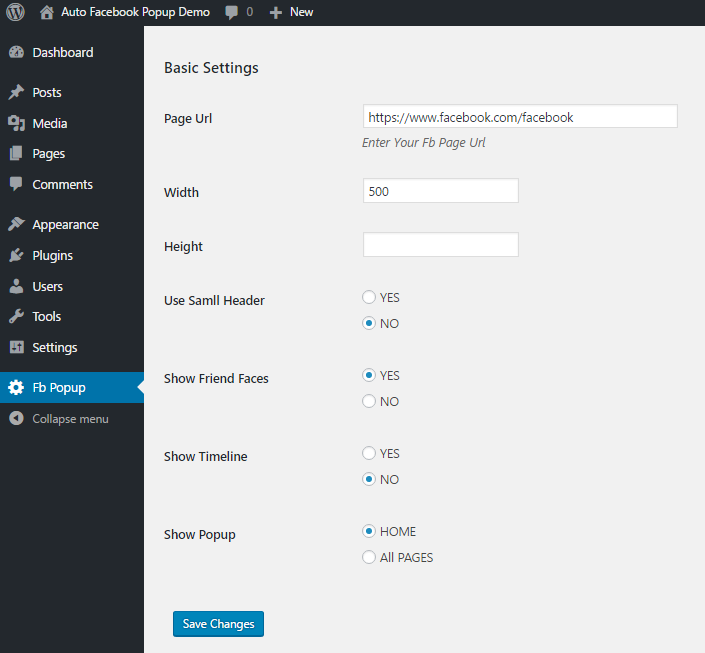 Auto Facebook Popup Demo 0 New
Dashboard
Posts
Media
Pages
Comments
Appearance
Plugins
Users
Tools
Settings
Fb Popup
Collapse menu
Basic Settings
Page Url https://www.facebook.com/facebook
Enter Your Fb Page Url
Width 500
Height
Use Samll Header YES
NO
Show Friend Faces YES
NO
Show Timeline YES
NO
Show Popup HOME
All PAGES
Save Changes